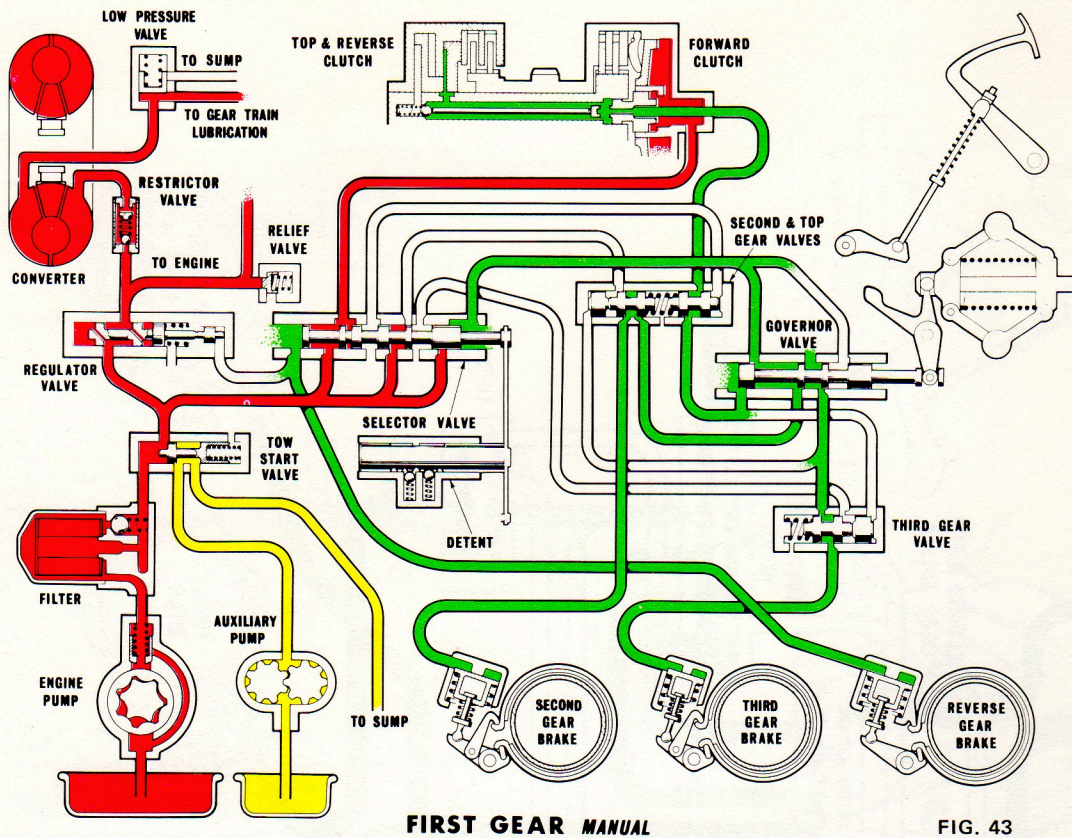 LOW PRESSURE
VALVE
TO SUMP
TO GEAR TRAIN
LUBRICATION
TOP & REVERSE
CLUTCH
FORWARD
CLUTCH
RESTRICTOR
VALVE
CONVERTER
TO ENGINE
RELIEF
VALVE
SECOND & TOP
GEAR VALVES
REGULATOR
VALVE
GOVERNOR
VALVE
SELECTOR VALVE
TOW
START
VALVE
DETENT
THIRD GEAR
VALVE
FILTER
AUXILIARY
PUMP
ENGINE
PUMP
TO SUMP
SECOND
GEAR
BRAKE
THIRD
GEAR
BRAKE
REVERSE
GEAR
BRAKE
FIRST GEAR MANUAL
FIG. 43